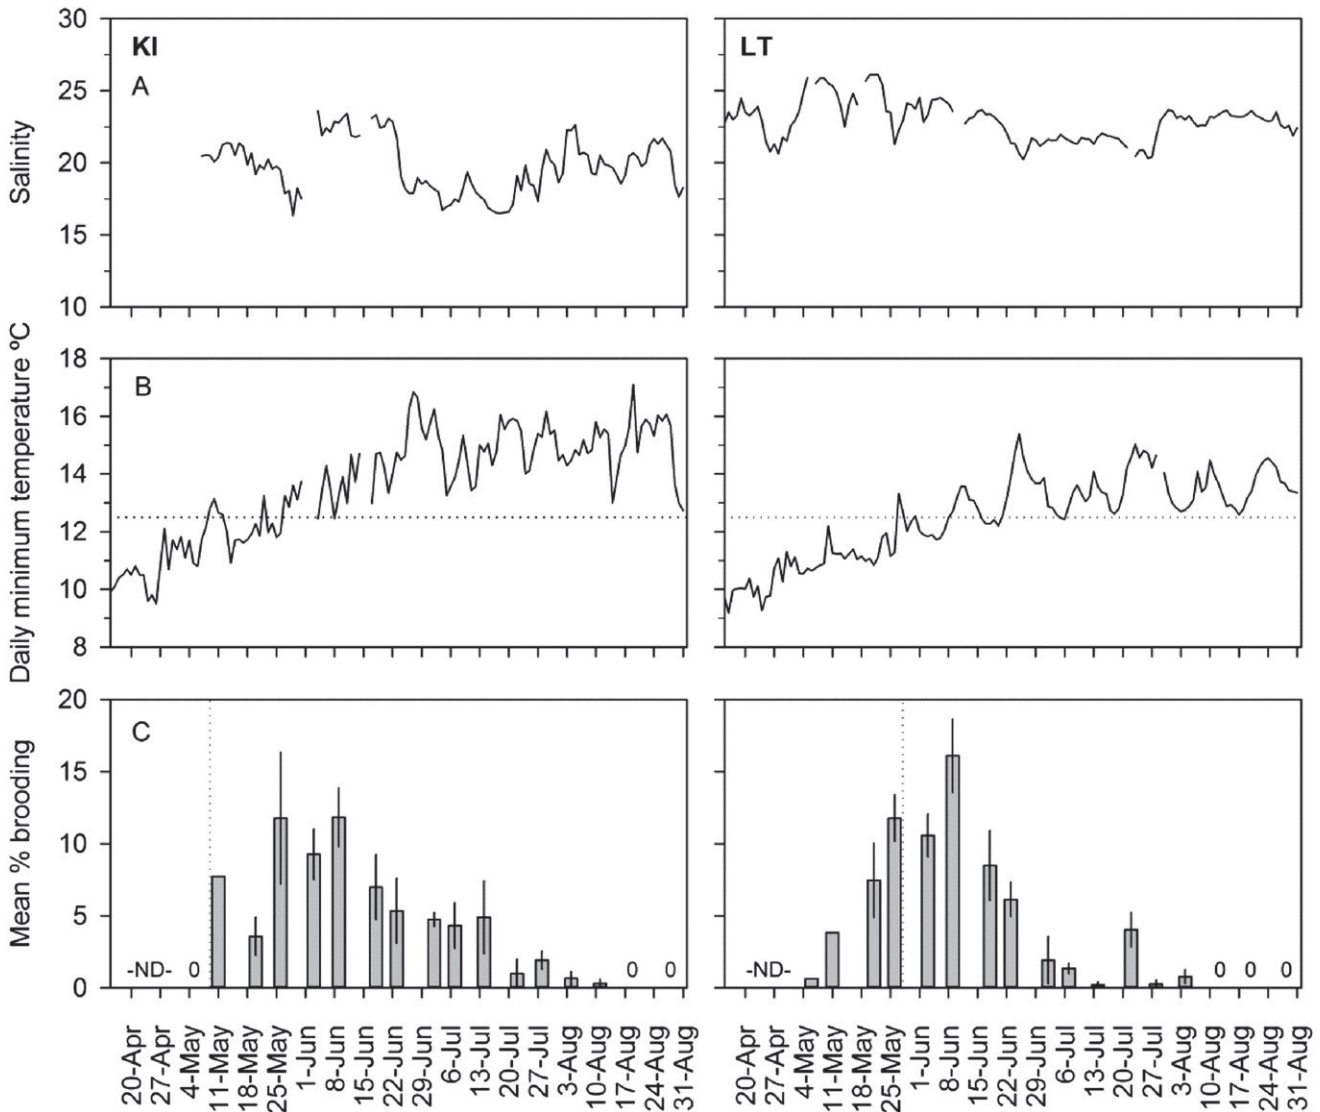 KI
A
Salinity
30
25
20
15
10
LT
B
Daily minimum temperature ºC
18
16
14
12
10
8
C
Mean % brooding
20
15
10
5
0
-ND- 0
0 0
-ND-
0 0 0
20-Apr
27-Apr
4-May
11-May
18-May
25-May
1-Jun
8-Jun
15-Jun
22-Jun
29-Jun
6-Jul
13-Jul
20-Jul
27-Jul
3-Aug
10-Aug
17-Aug
24-Aug
31-Aug
20-Apr
27-Apr
4-May
11-May
18-May
25-May
1-Jun
8-Jun
15-Jun
22-Jun
29-Jun
6-Jul
13-Jul
20-Jul
27-Jul
3-Aug
10-Aug
17-Aug
24-Aug
31-Aug